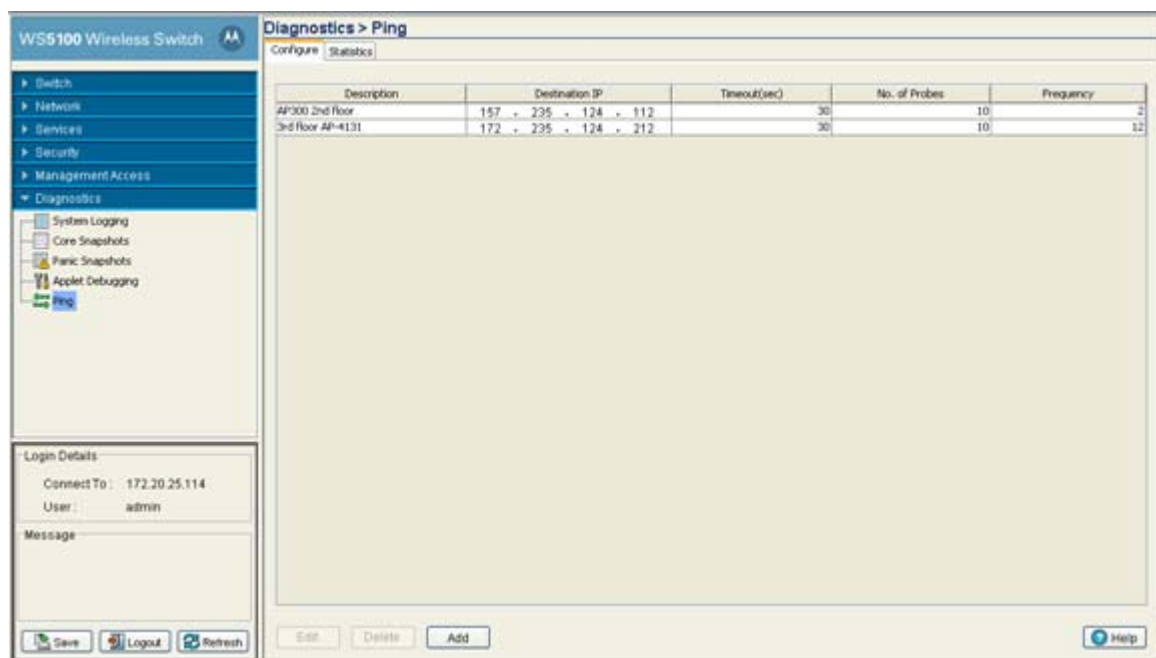 WS5100 Wireless Switch
Switch
Network
Services
Security
Management Access
Diagnostics
System Logging
Core Snapshots
Panic Snapshots
Applet Debugging
Ping
Login Details
Connect To : 172.20.25.114
User : admin
Message
Save Logout Refresh
Diagnostics > Ping
Configure Statistics
Description Destination IP Timeout(sec) No. of Probes Frequency
AP300 2nd floor 157 . 235 . 124 . 112 30 10 2
3rd floor AP-4131 172 . 235 . 124 . 212 30 10 12
Edit Delete Add Help